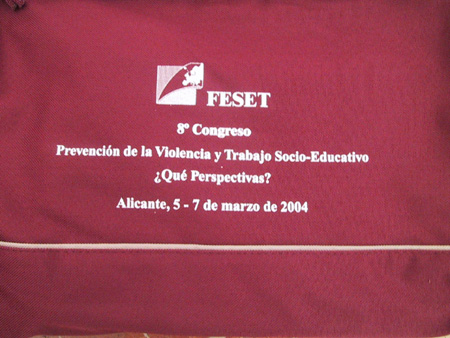 FESET
8º Congreso
Prevención de la Violencia y Trabajo Socio-Educativo
¿Qué Perspectivas?
Alicante, 5 - 7 de marzo de 2004